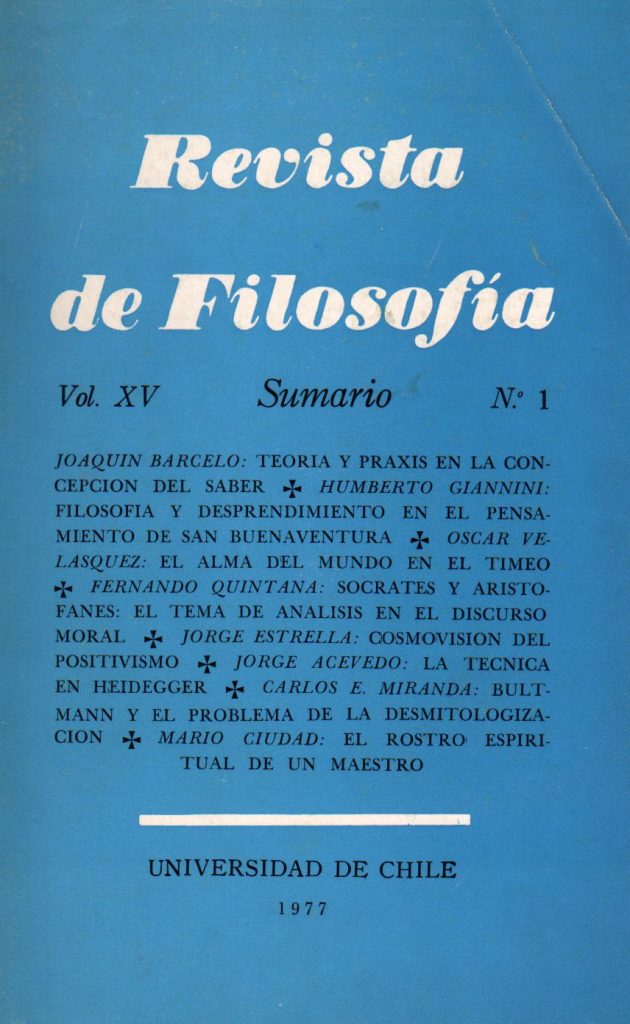 Revista
de Filosofía
Vol. XV Sumario N.º 1
JOAQUIN BARCELO: TEORIA Y PRAXIS EN LA CON-
CEPCION DEL SABER ✠ HUMBERTO GIANNINI:
FILOSOFIA Y DESPRENDIMIENTO EN EL PENSA-
MIENTO DE SAN BUENAVENTURA ✠ OSCAR VE-
LASQUEZ: EL ALMA DEL MUNDO EN EL TIMEO
✠ FERNANDO QUINTANA: SOCRATES Y ARISTO-
FANES: EL TEMA DE ANALISIS EN EL DISCURSO
MORAL ✠ JORGE ESTRELLA: COSMOVISION DEL
POSITIVISMO ✠ JORGE ACEVEDO: LA TECNICA
EN HEIDEGGER ✠ CARLOS E. MIRANDA: BULT-
MANN Y EL PROBLEMA DE LA DESMITOLOGIZA-
CION ✠ MARIO CIUDAD: EL ROSTRO ESPIRI-
TUAL DE UN MAESTRO
UNIVERSIDAD DE CHILE
1977